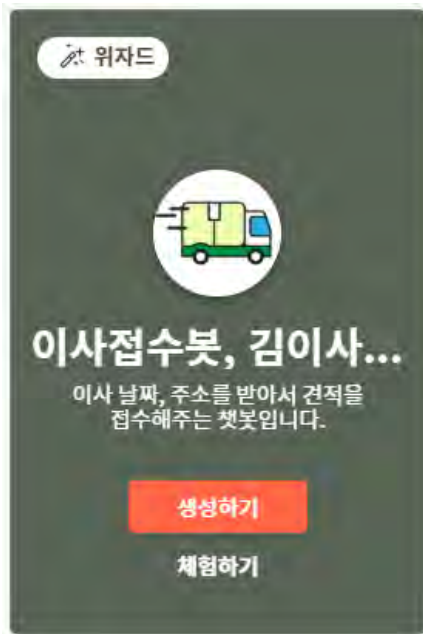 위자드
이사접수봇, 김이사...
이사 날짜, 주소를 받아서 견적을
접수해주는 챗봇입니다.
생성하기
체험하기